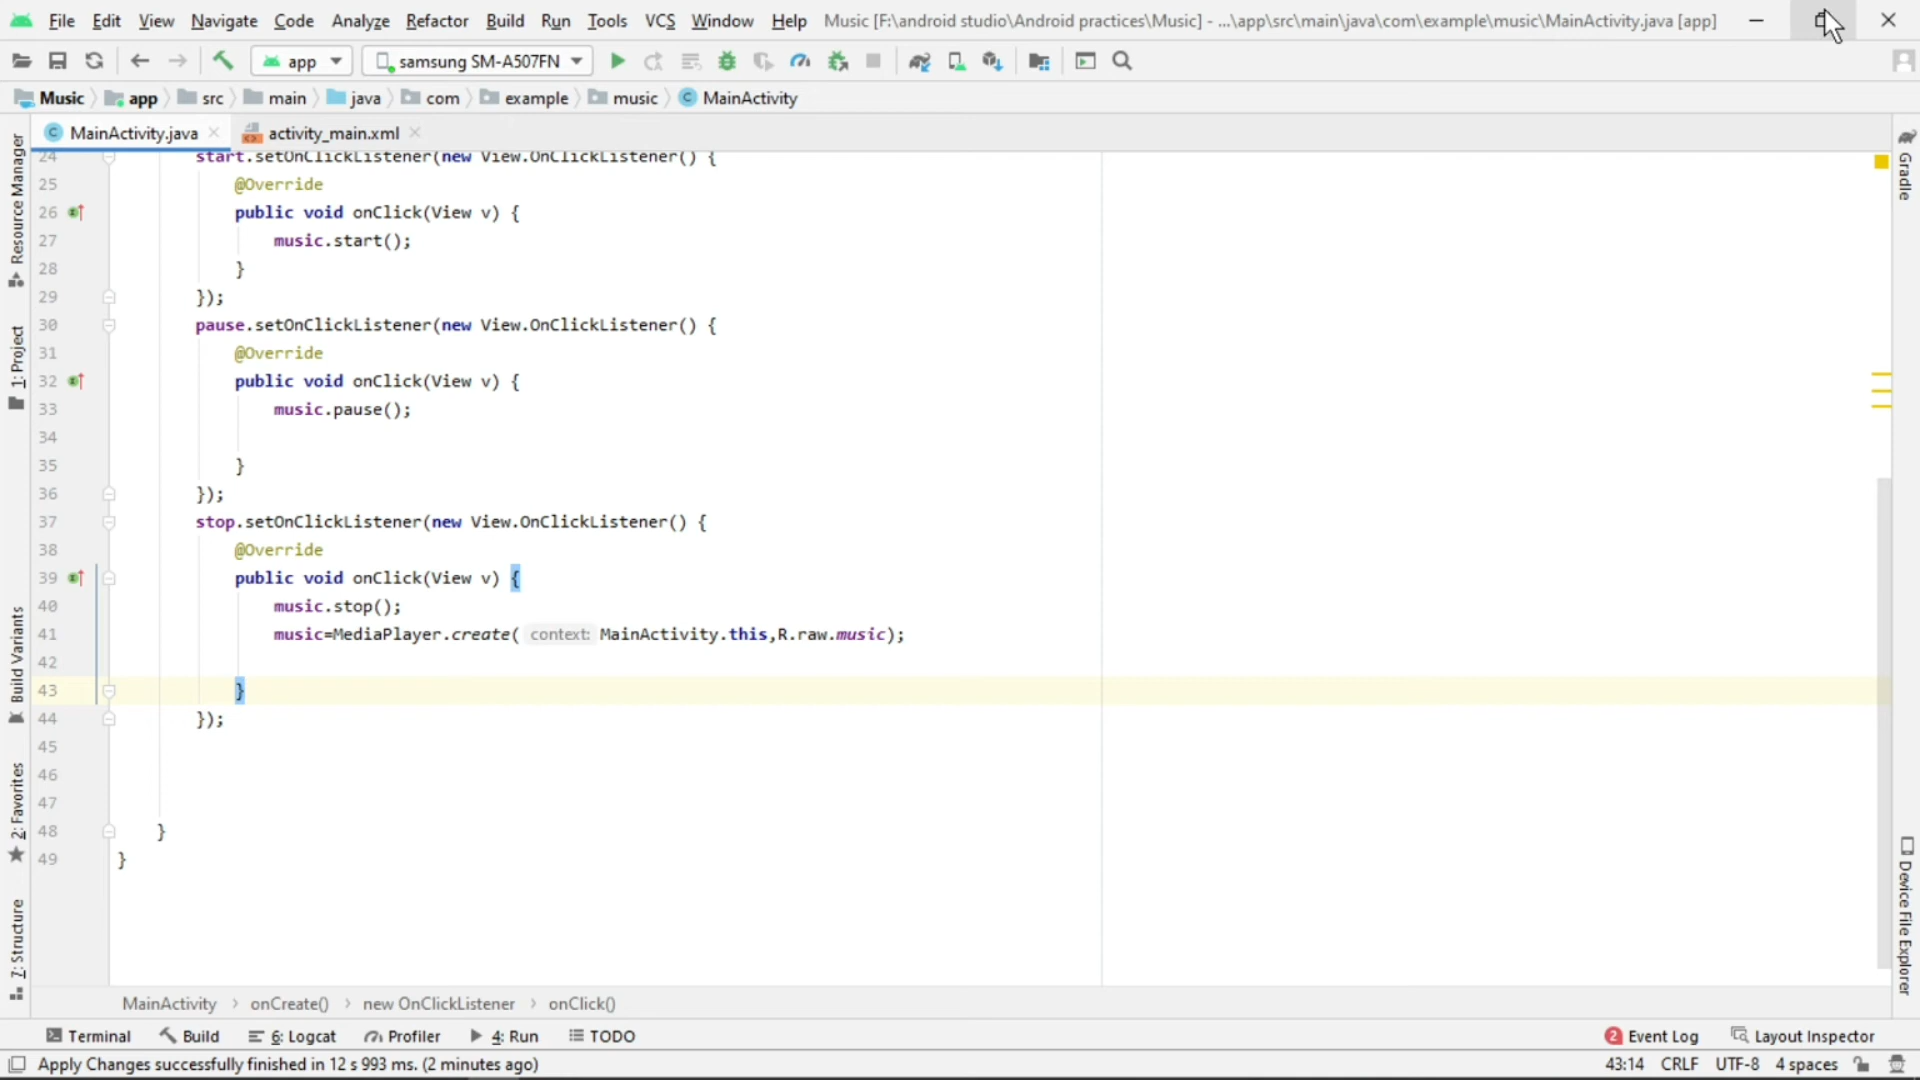 File Edit View Navigate Code Analyze Refactor Build Run Tools VCS Window Help Music [F:\android studio\Android practices\Music] - ...\app\src\main\java\com\example\music\MainActivity.java [app]
app samsung SM-A507FN
Music app src main java com example music C MainActivity
C MainActivity.java activity_main.xml
24 start.setOnClickListener(new View.OnClickListener() {
25 @Override
26 public void onClick(View v) {
27 music.start();
28 }
29 });
30 pause.setOnClickListener(new View.OnClickListener() {
31 @Override
32 public void onClick(View v) {
33 music.pause();
34
35 }
36 });
37 stop.setOnClickListener(new View.OnClickListener() {
38 @Override
39 public void onClick(View v) {
40 music.stop();
41 music=MediaPlayer.create( context: MainActivity.this,R.raw.music);
42
43 }
44 });
45
46
47
48 }
49 }
Resource Manager
1: Project
Build Variants
2: Favorites
7: Structure
Gradle
Device File Explorer
MainActivity > onCreate() > new OnClickListener > onClick()
Terminal Build 6: Logcat Profiler 4: Run TODO 2 Event Log Layout Inspector
Apply Changes successfully finished in 12 s 993 ms. (2 minutes ago) 43:14 CRLF UTF-8 4 spaces